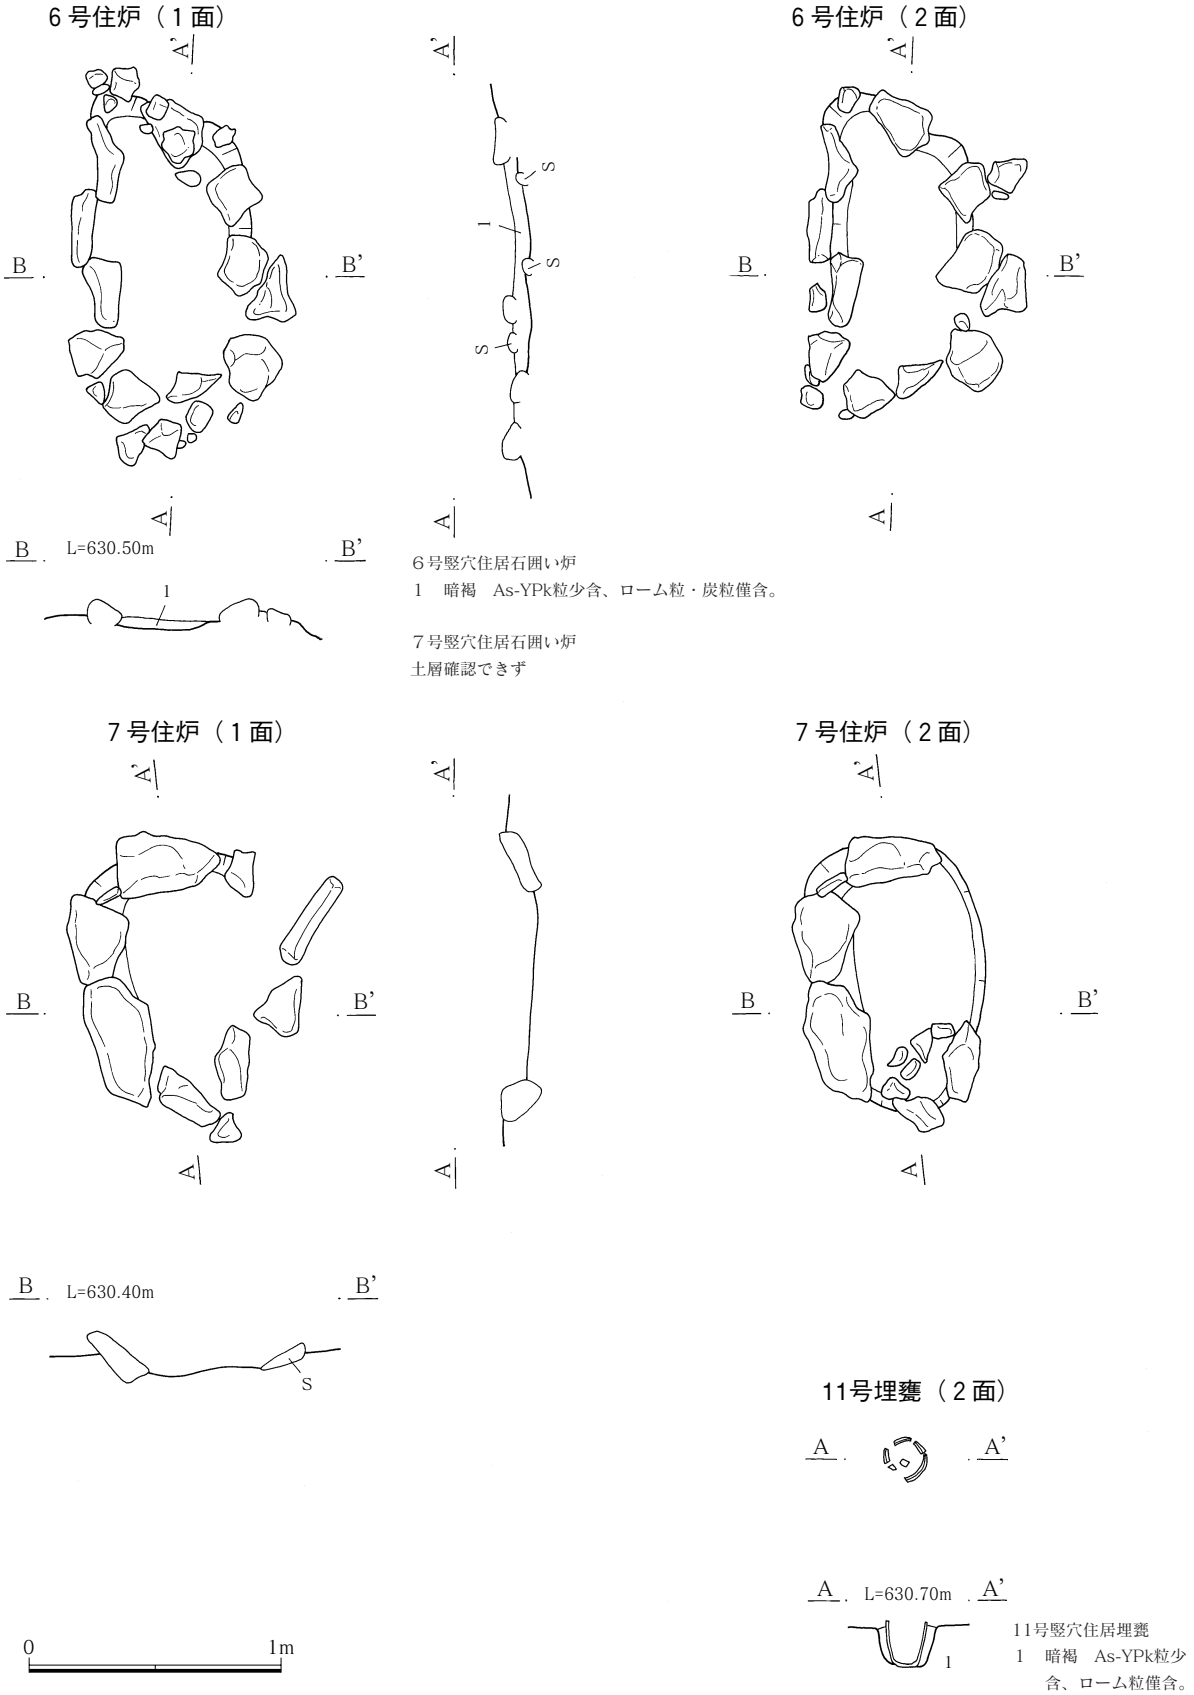 6号住炉（1面）
6号住炉（2面）
A'
A'
A'
S
1
S
S
B
B'
B
B'
A
A
A
B L=630.50m B'
1
6号竪穴住居石囲い炉
1 暗褐 As-YPk粒少含、ローム粒・炭粒僅含。
7号竪穴住居石囲い炉
土層確認できず
7号住炉（1面）
7号住炉（2面）
A'
A'
A'
B
B'
B
B'
A
A
A
B L=630.40m B'
S
11号埋甕（2面）
A A'
A L=630.70m A'
1
11号竪穴住居埋甕
1 暗褐 As-YPk粒少
含、ローム粒僅含。
0 1m